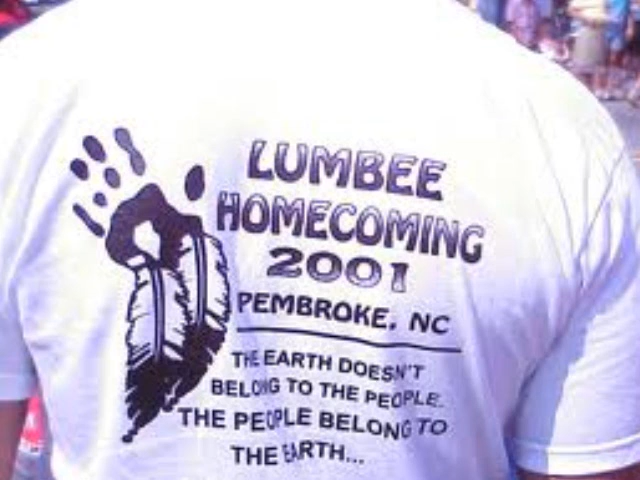 LUMBEE
HOMECOMING
2001
PEMBROKE, NC
THE EARTH DOESN'T
BELONG TO THE PEOPLE.
THE PEOPLE BELONG TO
THE EARTH...